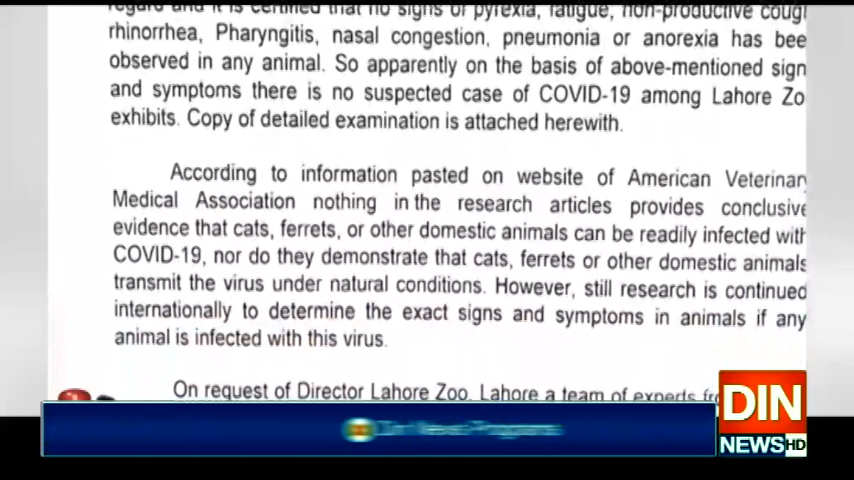 regard and it is certified that no signs of pyrexia, fatigue, non-productive cough
rhinorrhea, Pharyngitis, nasal congestion, pneumonia or anorexia has bee
observed in any animal. So apparently on the basis of above-mentioned sign
and symptoms there is no suspected case of COVID-19 among Lahore Zo
exhibits. Copy of detailed examination is attached herewith.
According to information pasted on website of American Veterinary
Medical Association nothing in the research articles provides conclusive
evidence that cats, ferrets, or other domestic animals can be readily infected with
COVID-19, nor do they demonstrate that cats, ferrets or other domestic animals
transmit the virus under natural conditions. However, still research is continued
internationally to determine the exact signs and symptoms in animals if any
animal is infected with this virus.
On request of Director Lahore Zoo, Lahore a team of experts
DIN
NEWS HD